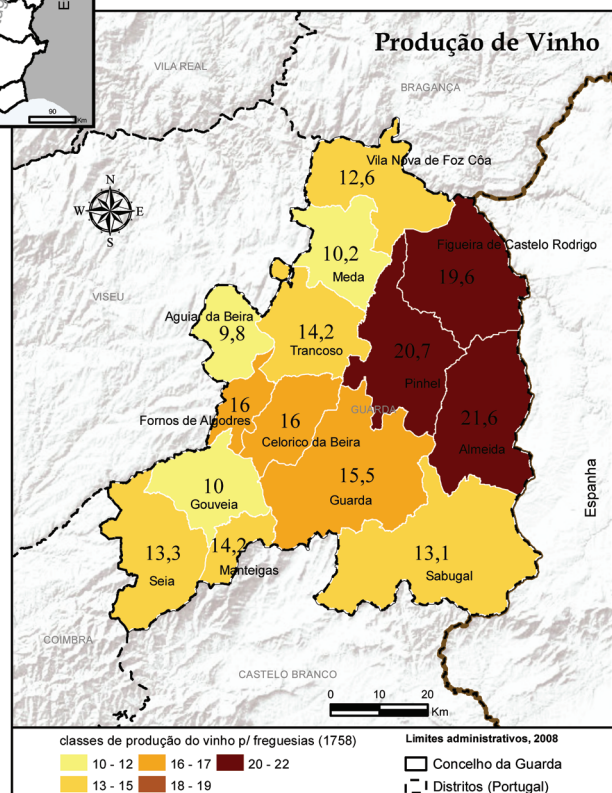 E
90
Km
Produção de Vinho
VILA REAL
BRAGANÇA
Vila Nova de Foz Côa
12,6
N
W
E
S
Figueira de Castelo Rodrigo
10,2
Meda
19,6
VISEU
Aguiar da Beira
9,8
14,2
Trancoso
20,7
Pinhel
16
GUARDA
Fornos de Algodres
16
Celorico da Beira
21,6
Almeida
15,5
Guarda
10
Gouveia
Espanha
13,3
Seia
14,2
Manteigas
13,1
Sabugal
COIMBRA
CASTELO BRANCO
0 10 20
Km
classes de produção do vinho p/ freguesias (1758)
10 - 12
16 - 17
20 - 22
13 - 15
18 - 19
Limites administrativos, 2008
Concelho da Guarda
Distritos (Portugal)